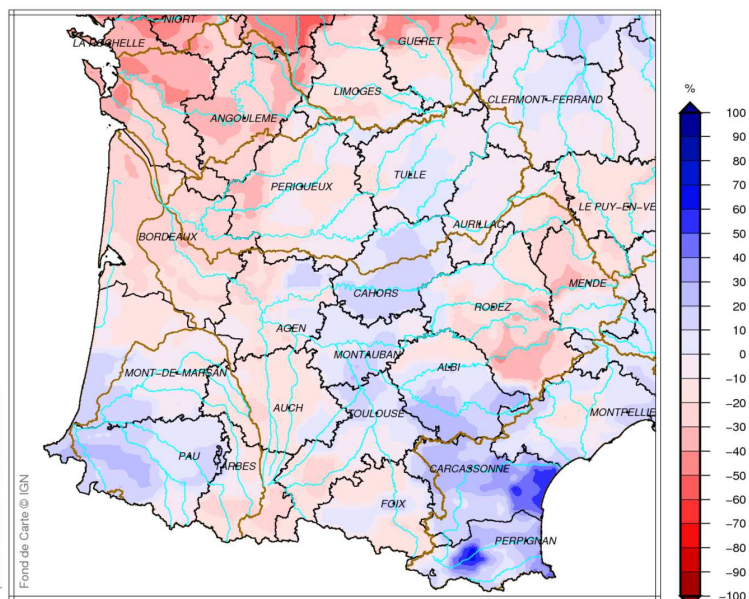 NIORT
LA ROCHELLE
GUERET
LIMOGES
CLERMONT-FERRAND
ANGOULEME
TULLE
PERIGUEUX
LE PUY-EN-VE
AURILLAC
BORDEAUX
MENDE
CAHORS
RODEZ
AGEN
MONTAUBAN
ALBI
MONT-DE-MARSAN
AUCH
TOULOUSE
MONTPELLIE
PAU
TARBES
CARCASSONNE
FOIX
PERPIGNAN
Fond de Carte © IGN
%
100
90
80
70
60
50
40
30
20
10
0
-10
-20
-30
-40
-50
-60
-70
-80
-90
-100